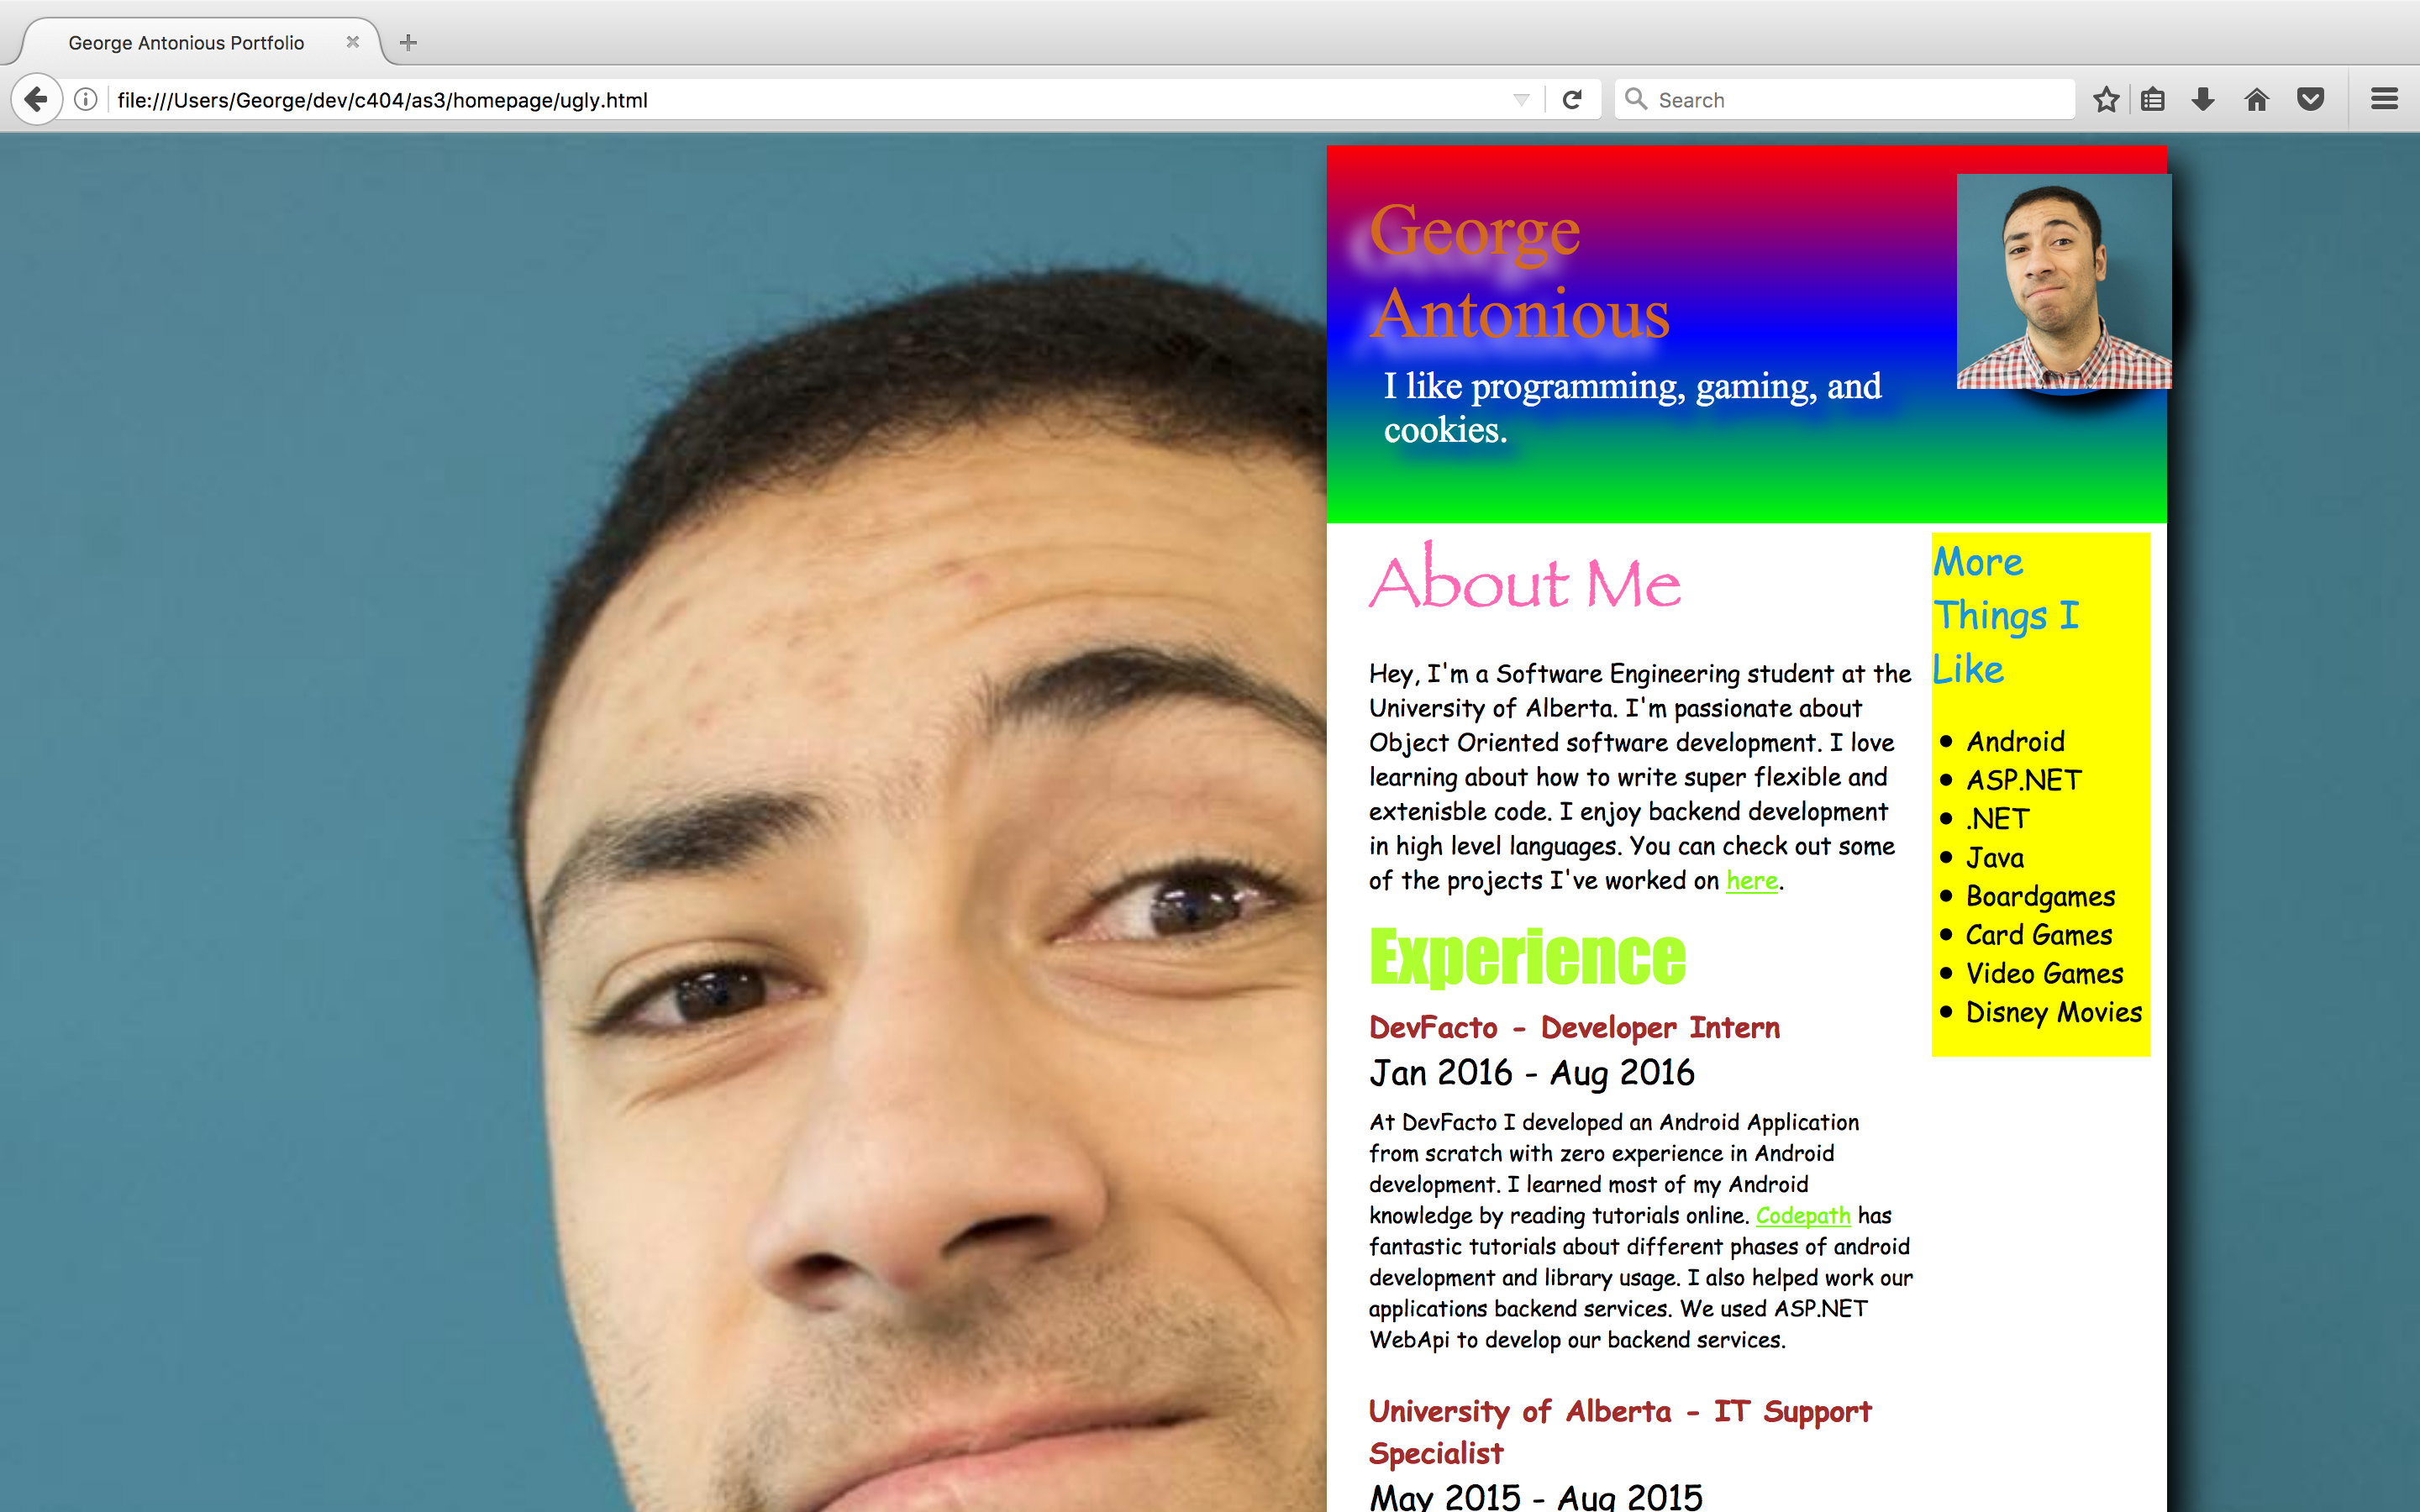 George Antonious Portfolio
file:///Users/George/dev/c404/as3/homepage/ugly.html
Search
George
Antonious
I like programming, gaming, and
cookies.
About Me
Hey, I'm a Software Engineering student at the
University of Alberta. I'm passionate about
Object Oriented software development. I love
learning about how to write super flexible and
extenisble code. I enjoy backend development
in high level languages. You can check out some
of the projects I've worked on here.
Experience
DevFacto - Developer Intern
Jan 2016 - Aug 2016
At DevFacto I developed an Android Application
from scratch with zero experience in Android
development. I learned most of my Android
knowledge by reading tutorials online. Codepath has
fantastic tutorials about different phases of android
development and library usage. I also helped work our
applications backend services. We used ASP.NET
WebApi to develop our backend services.
University of Alberta - IT Support
Specialist
May 2015 - Aug 2015
More
Things I
Like
• Android
• ASP.NET
• .NET
• Java
• Boardgames
• Card Games
• Video Games
• Disney Movies